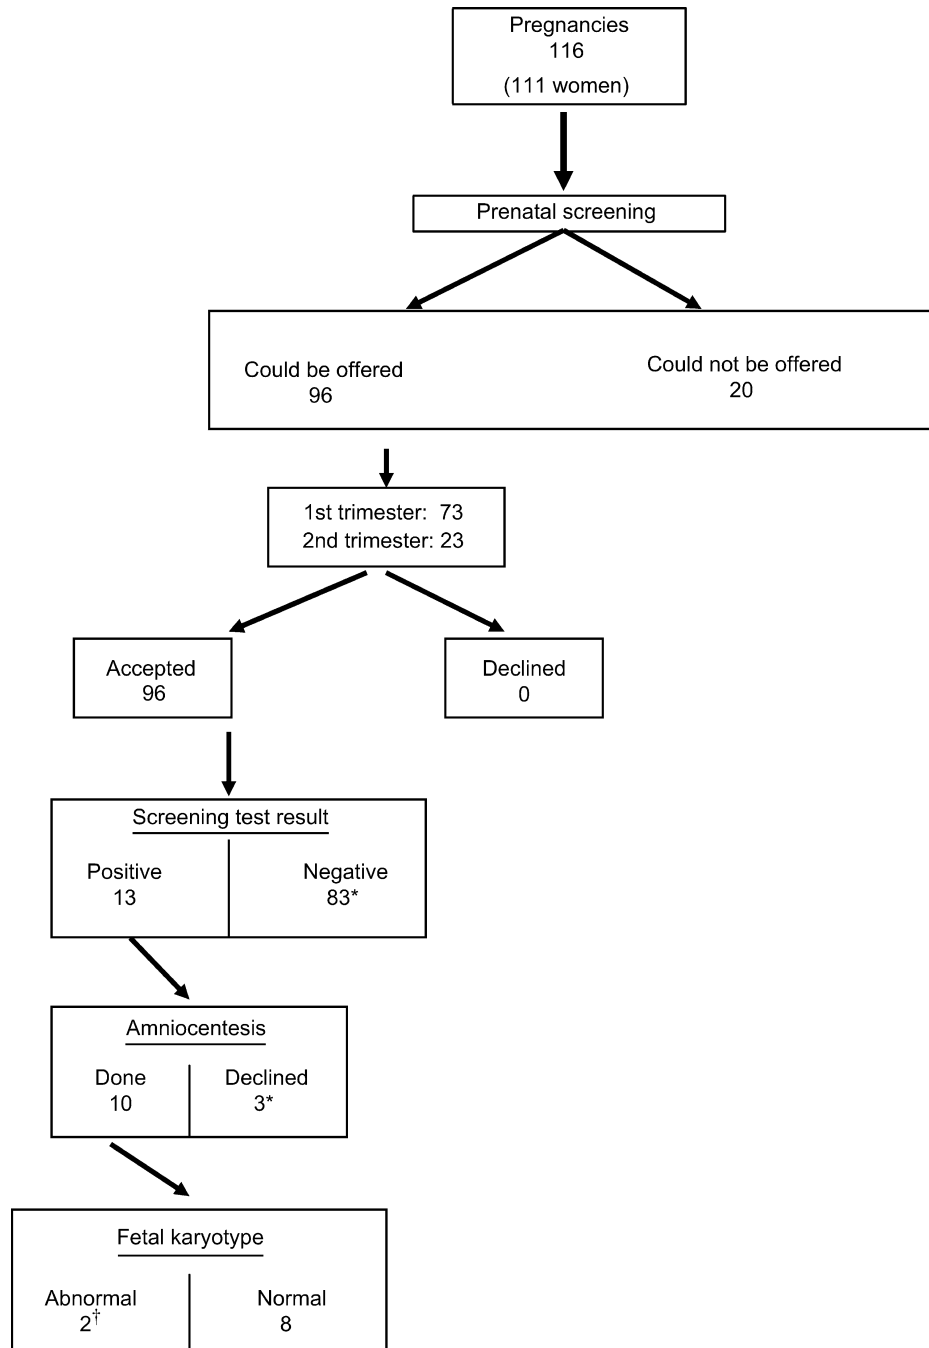 Pregnancies
116
(111 women)
Prenatal screening
Could be offered
96
Could not be offered
20
1st trimester: 73
2nd trimester: 23
Accepted
96
Declined
0
Screening test result
Positive
13
Negative
83*
Amniocentesis
Done
10
Declined
3*
Fetal karyotype
Abnormal
2†
Normal
8